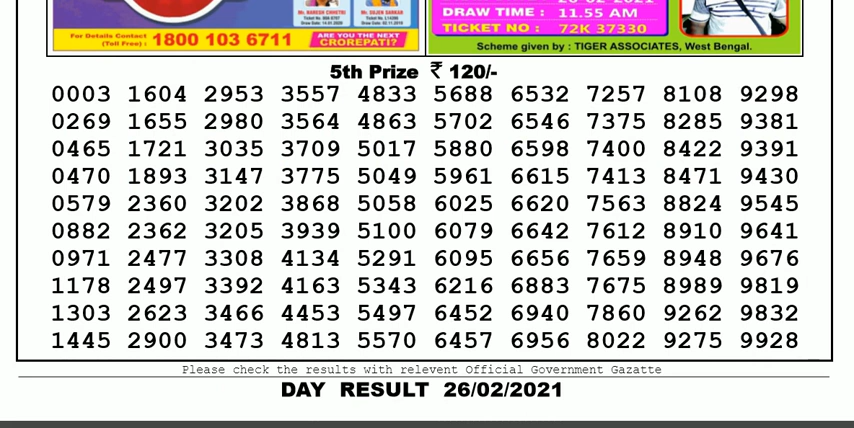 Mr. NARESH CHHETRI
Mr. SAJEN SARKAR
DRAW TIME : 11.55 AM
For Details Contact
(Toll Free) : 1800 103 6711
ARE YOU THE NEXT
CROREPATI?
TICKET NO : 72K 37330
Scheme given by : TIGER ASSOCIATES, West Bengal.
5th Prize ₹ 120/-
0003 1604 2953 3557 4833 5688 6532 7257 8108 9298
0269 1655 2980 3564 4863 5702 6546 7375 8285 9381
0465 1721 3035 3709 5017 5880 6598 7400 8422 9391
0470 1893 3147 3775 5049 5961 6615 7413 8471 9430
0579 2360 3202 3868 5058 6025 6620 7563 8824 9545
0882 2362 3205 3939 5100 6079 6642 7612 8910 9641
0971 2477 3308 4134 5291 6095 6656 7659 8948 9676
1178 2497 3392 4163 5343 6216 6883 7675 8989 9819
1303 2623 3466 4453 5497 6452 6940 7860 9262 9832
1445 2900 3473 4813 5570 6457 6956 8022 9275 9928
Please check the results with relevent Official Government Gazatte
DAY RESULT 26/02/2021